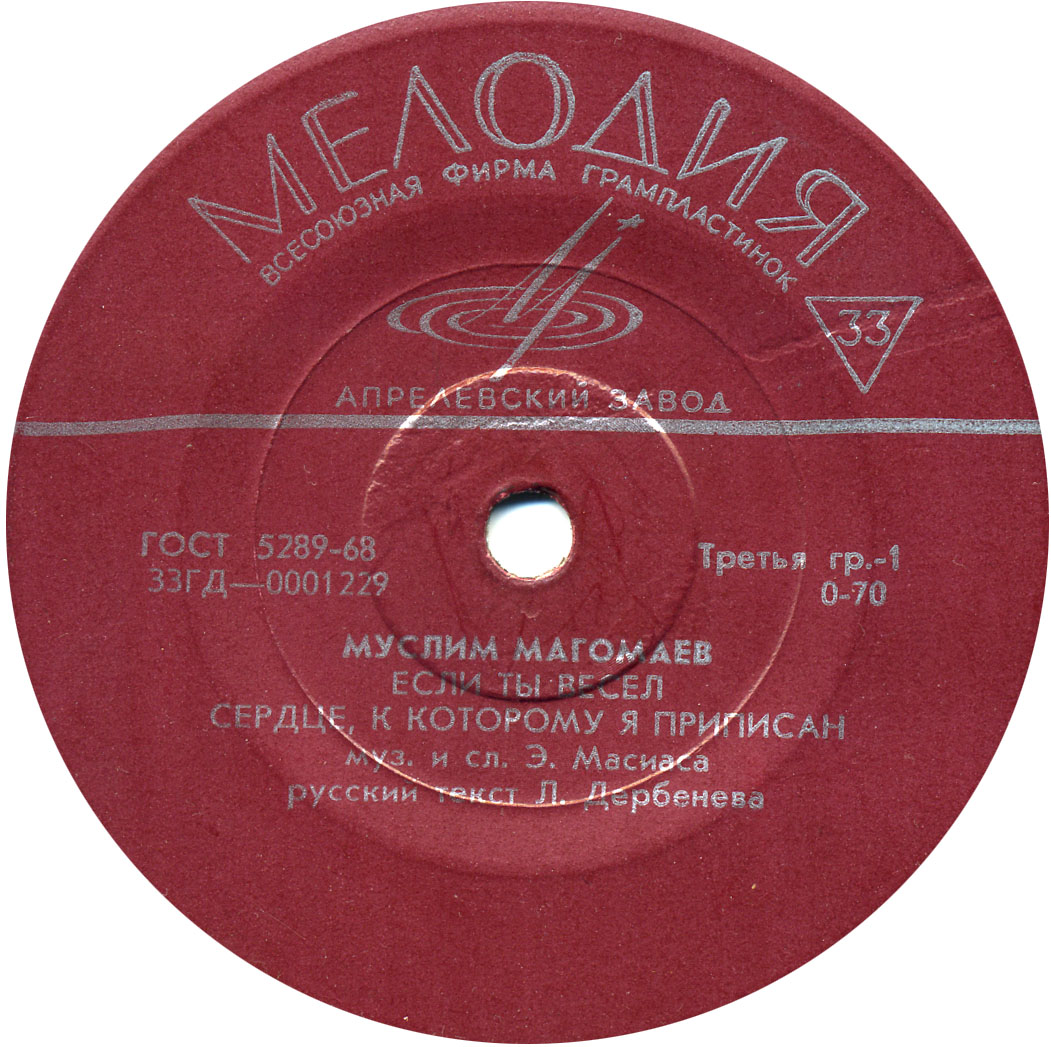 МЕЛОДИЯ
ВСЕСОЮЗНАЯ ФИРМА ГРАМПЛАСТИНОК
33
АПРЕЛЕВСКИЙ ЗАВОД
ГОСТ 5289-68
33ГД—0001229
Третья гр.-1
0-70
МУСЛИМ МАГОМАЕВ
ЕСЛИ ТЫ ВЕСЕЛ
СЕРДЦЕ, К КОТОРОМУ Я ПРИПИСАН
муз. и сл. Э. Масиаса
русский текст Л. Дербенева